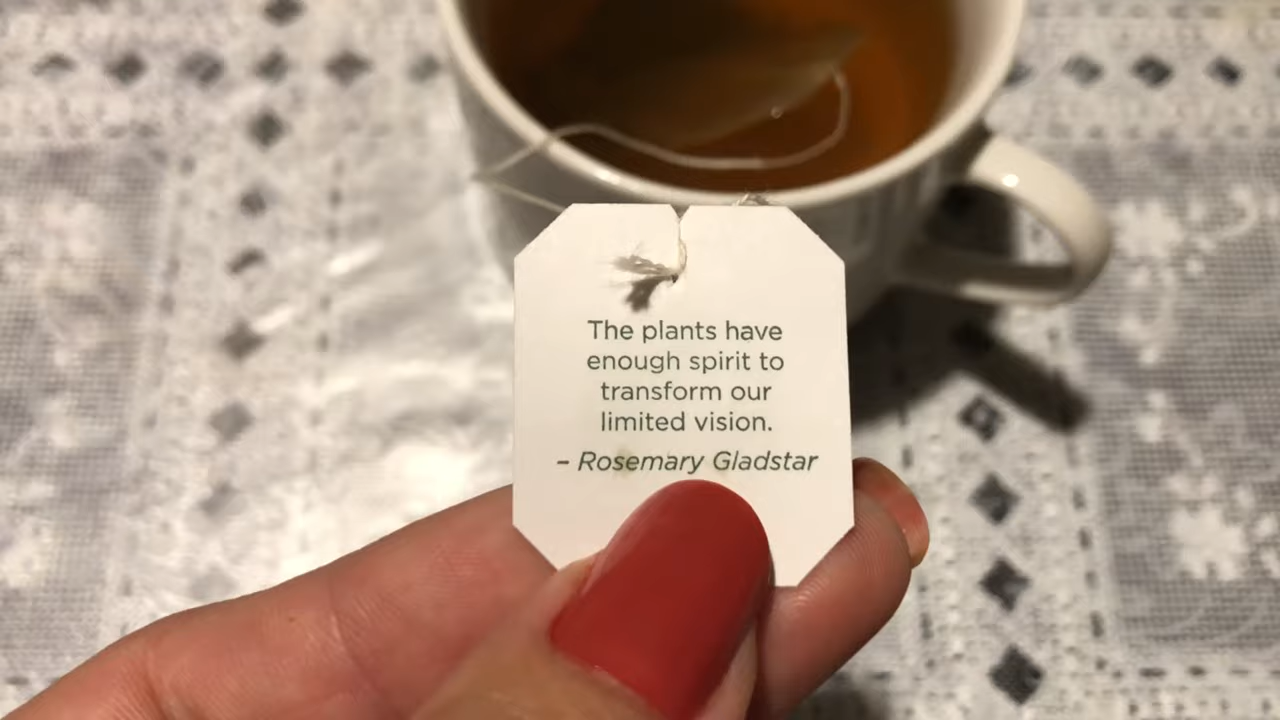 The plants have
enough spirit to
transform our
limited vision.
– Rosemary Gladstar